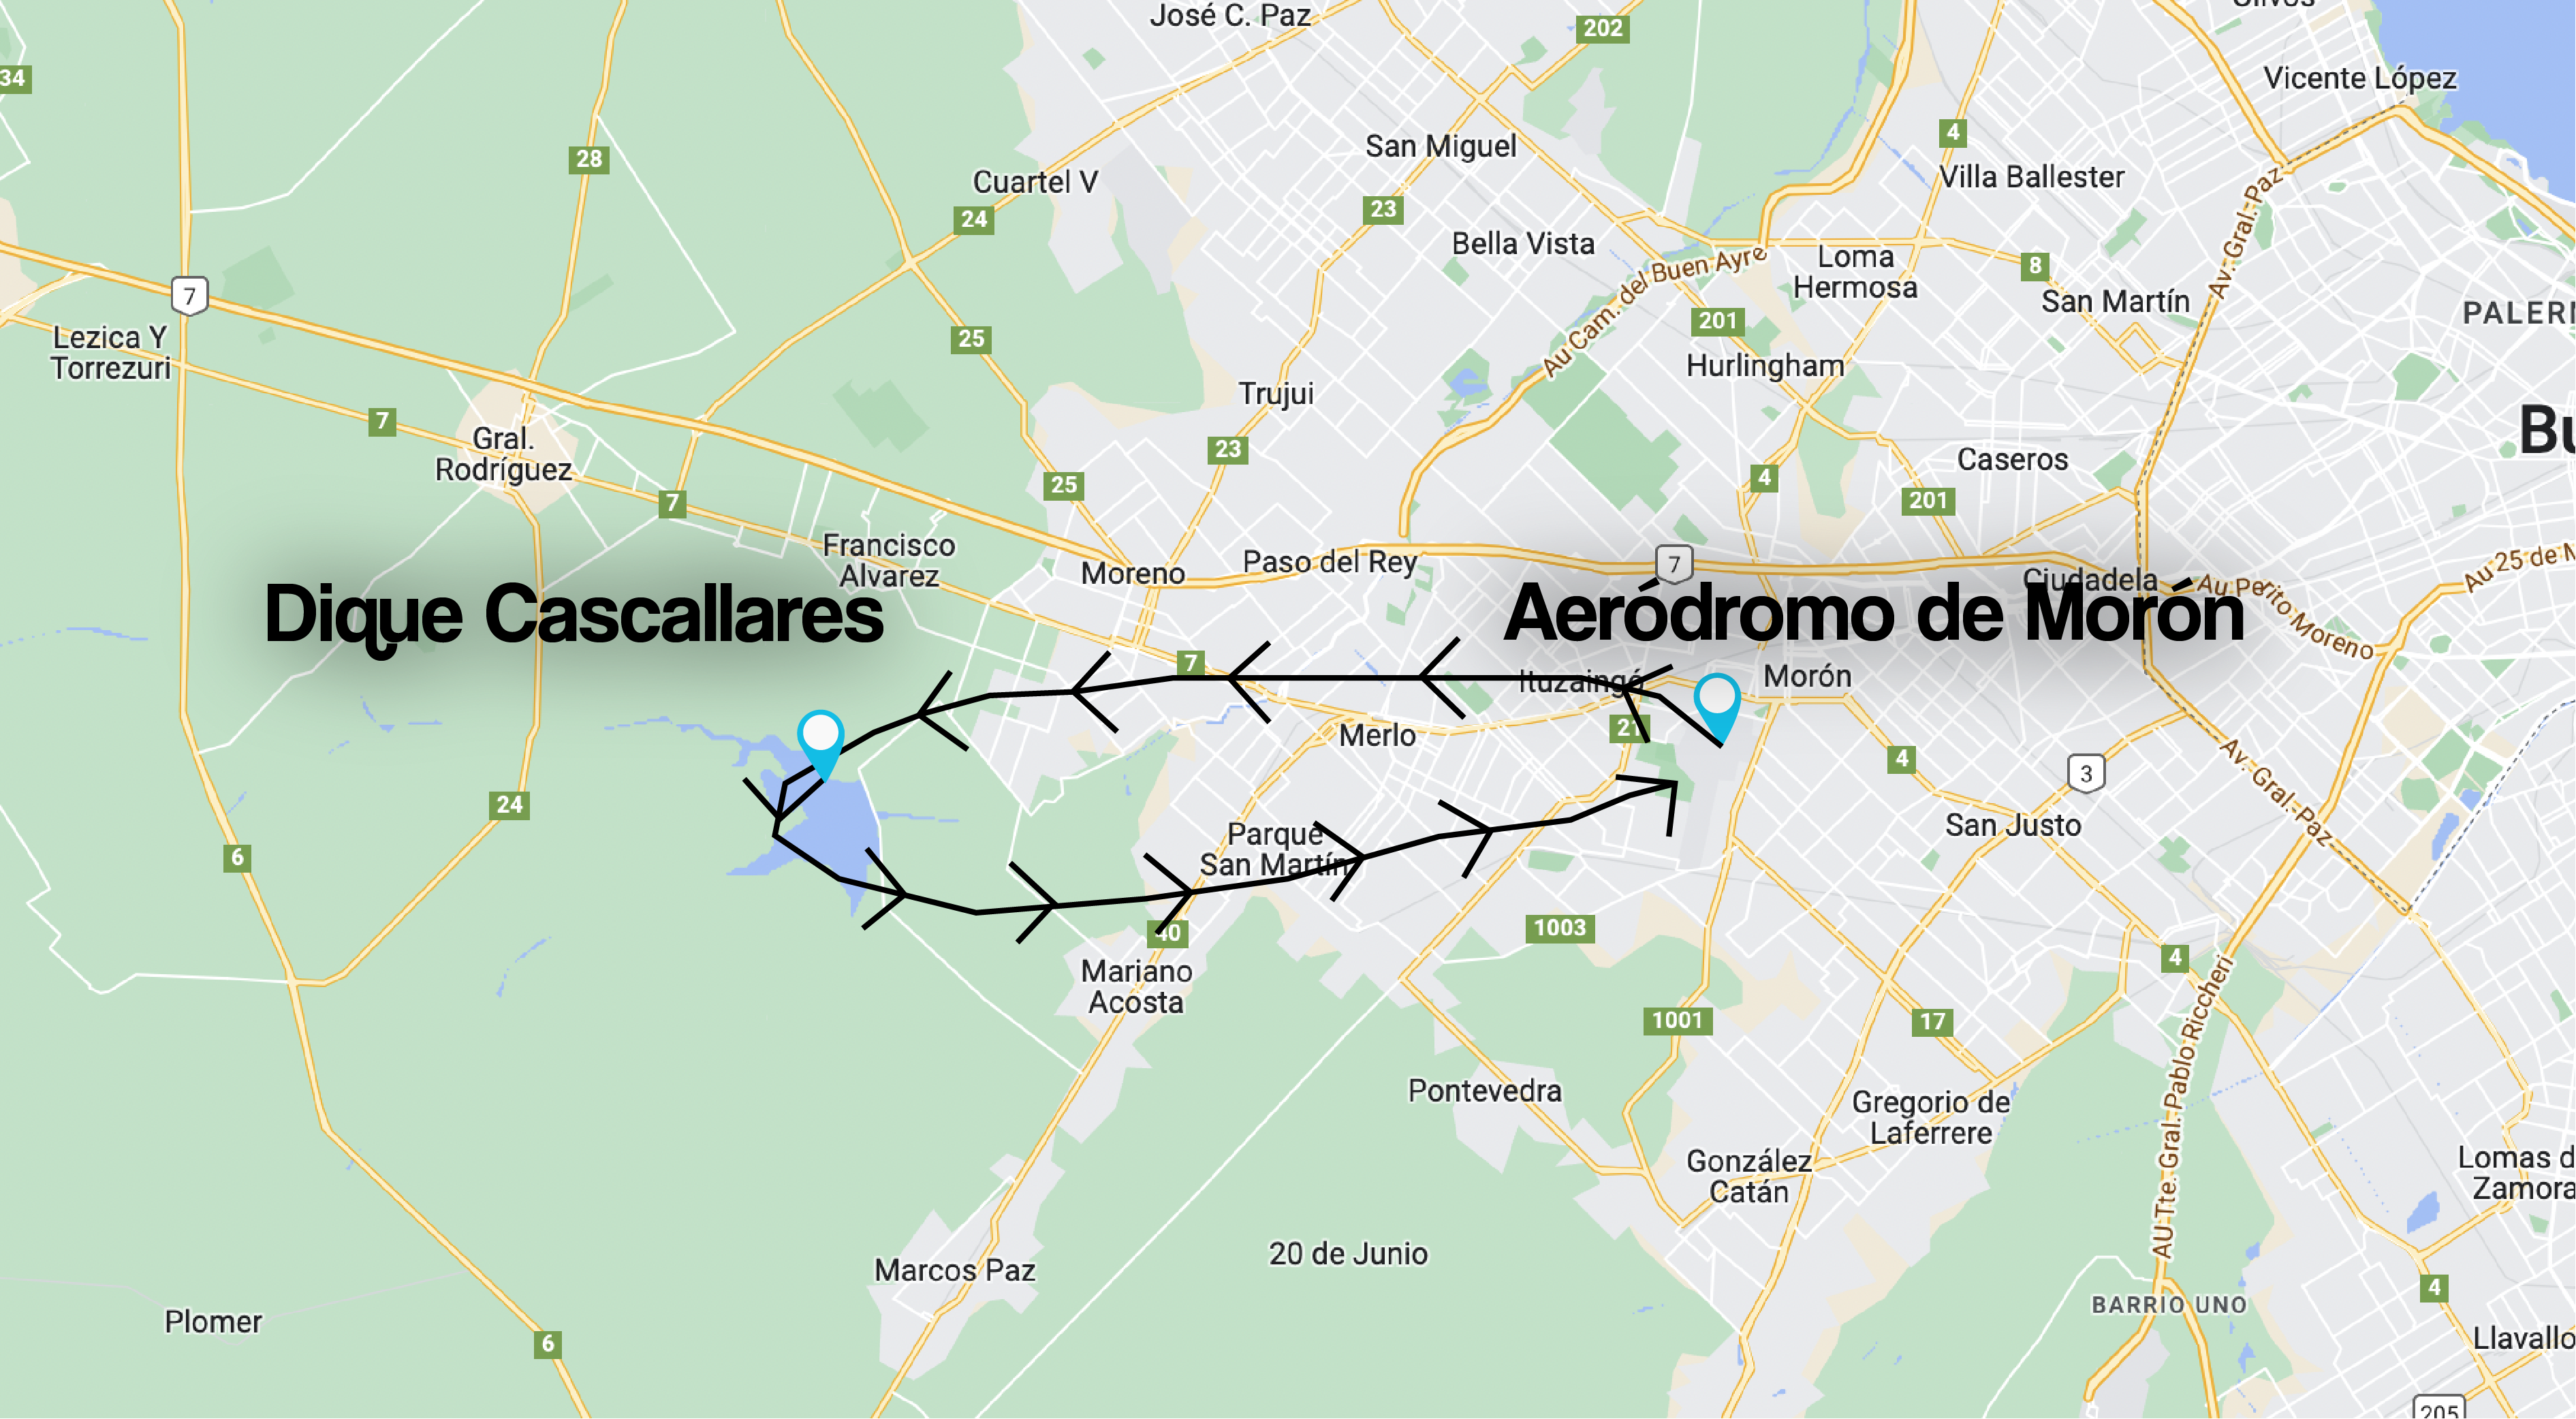 José C. Paz
202
Vicente López
34
4
28
San Miguel
Villa Ballester
Cuartel V
24
23
Bella Vista
Av. Gral. Paz
Au Cam. del Buen Ayre
Loma
Hermosa
8
7
San Martín
PALER
201
25
Lezica Y
Torrezuri
Hurlingham
Trujui
7
Bu
Gral.
Rodríguez
23
Caseros
4
25
201
7
Francisco
Alvarez
Moreno
Paso del Rey
7
Au 25 de M
Ciudadela
Au Perito Moreno
Dique Cascallares
Aeródromo de Morón
7
Ituzaingó
Morón
21
Merlo
4
3
Av. Gral. Paz
24
Parque
San Martín
San Justo
6
40
1003
4
Mariano
Acosta
1001
17
AU Tte. Gral. Pablo Riccheri
Pontevedra
Gregorio de
Laferrere
González
Catán
Lomas d
Zamora
20 de Junio
Marcos Paz
4
BARRIO UNO
Plomer
6
Llavallo
205